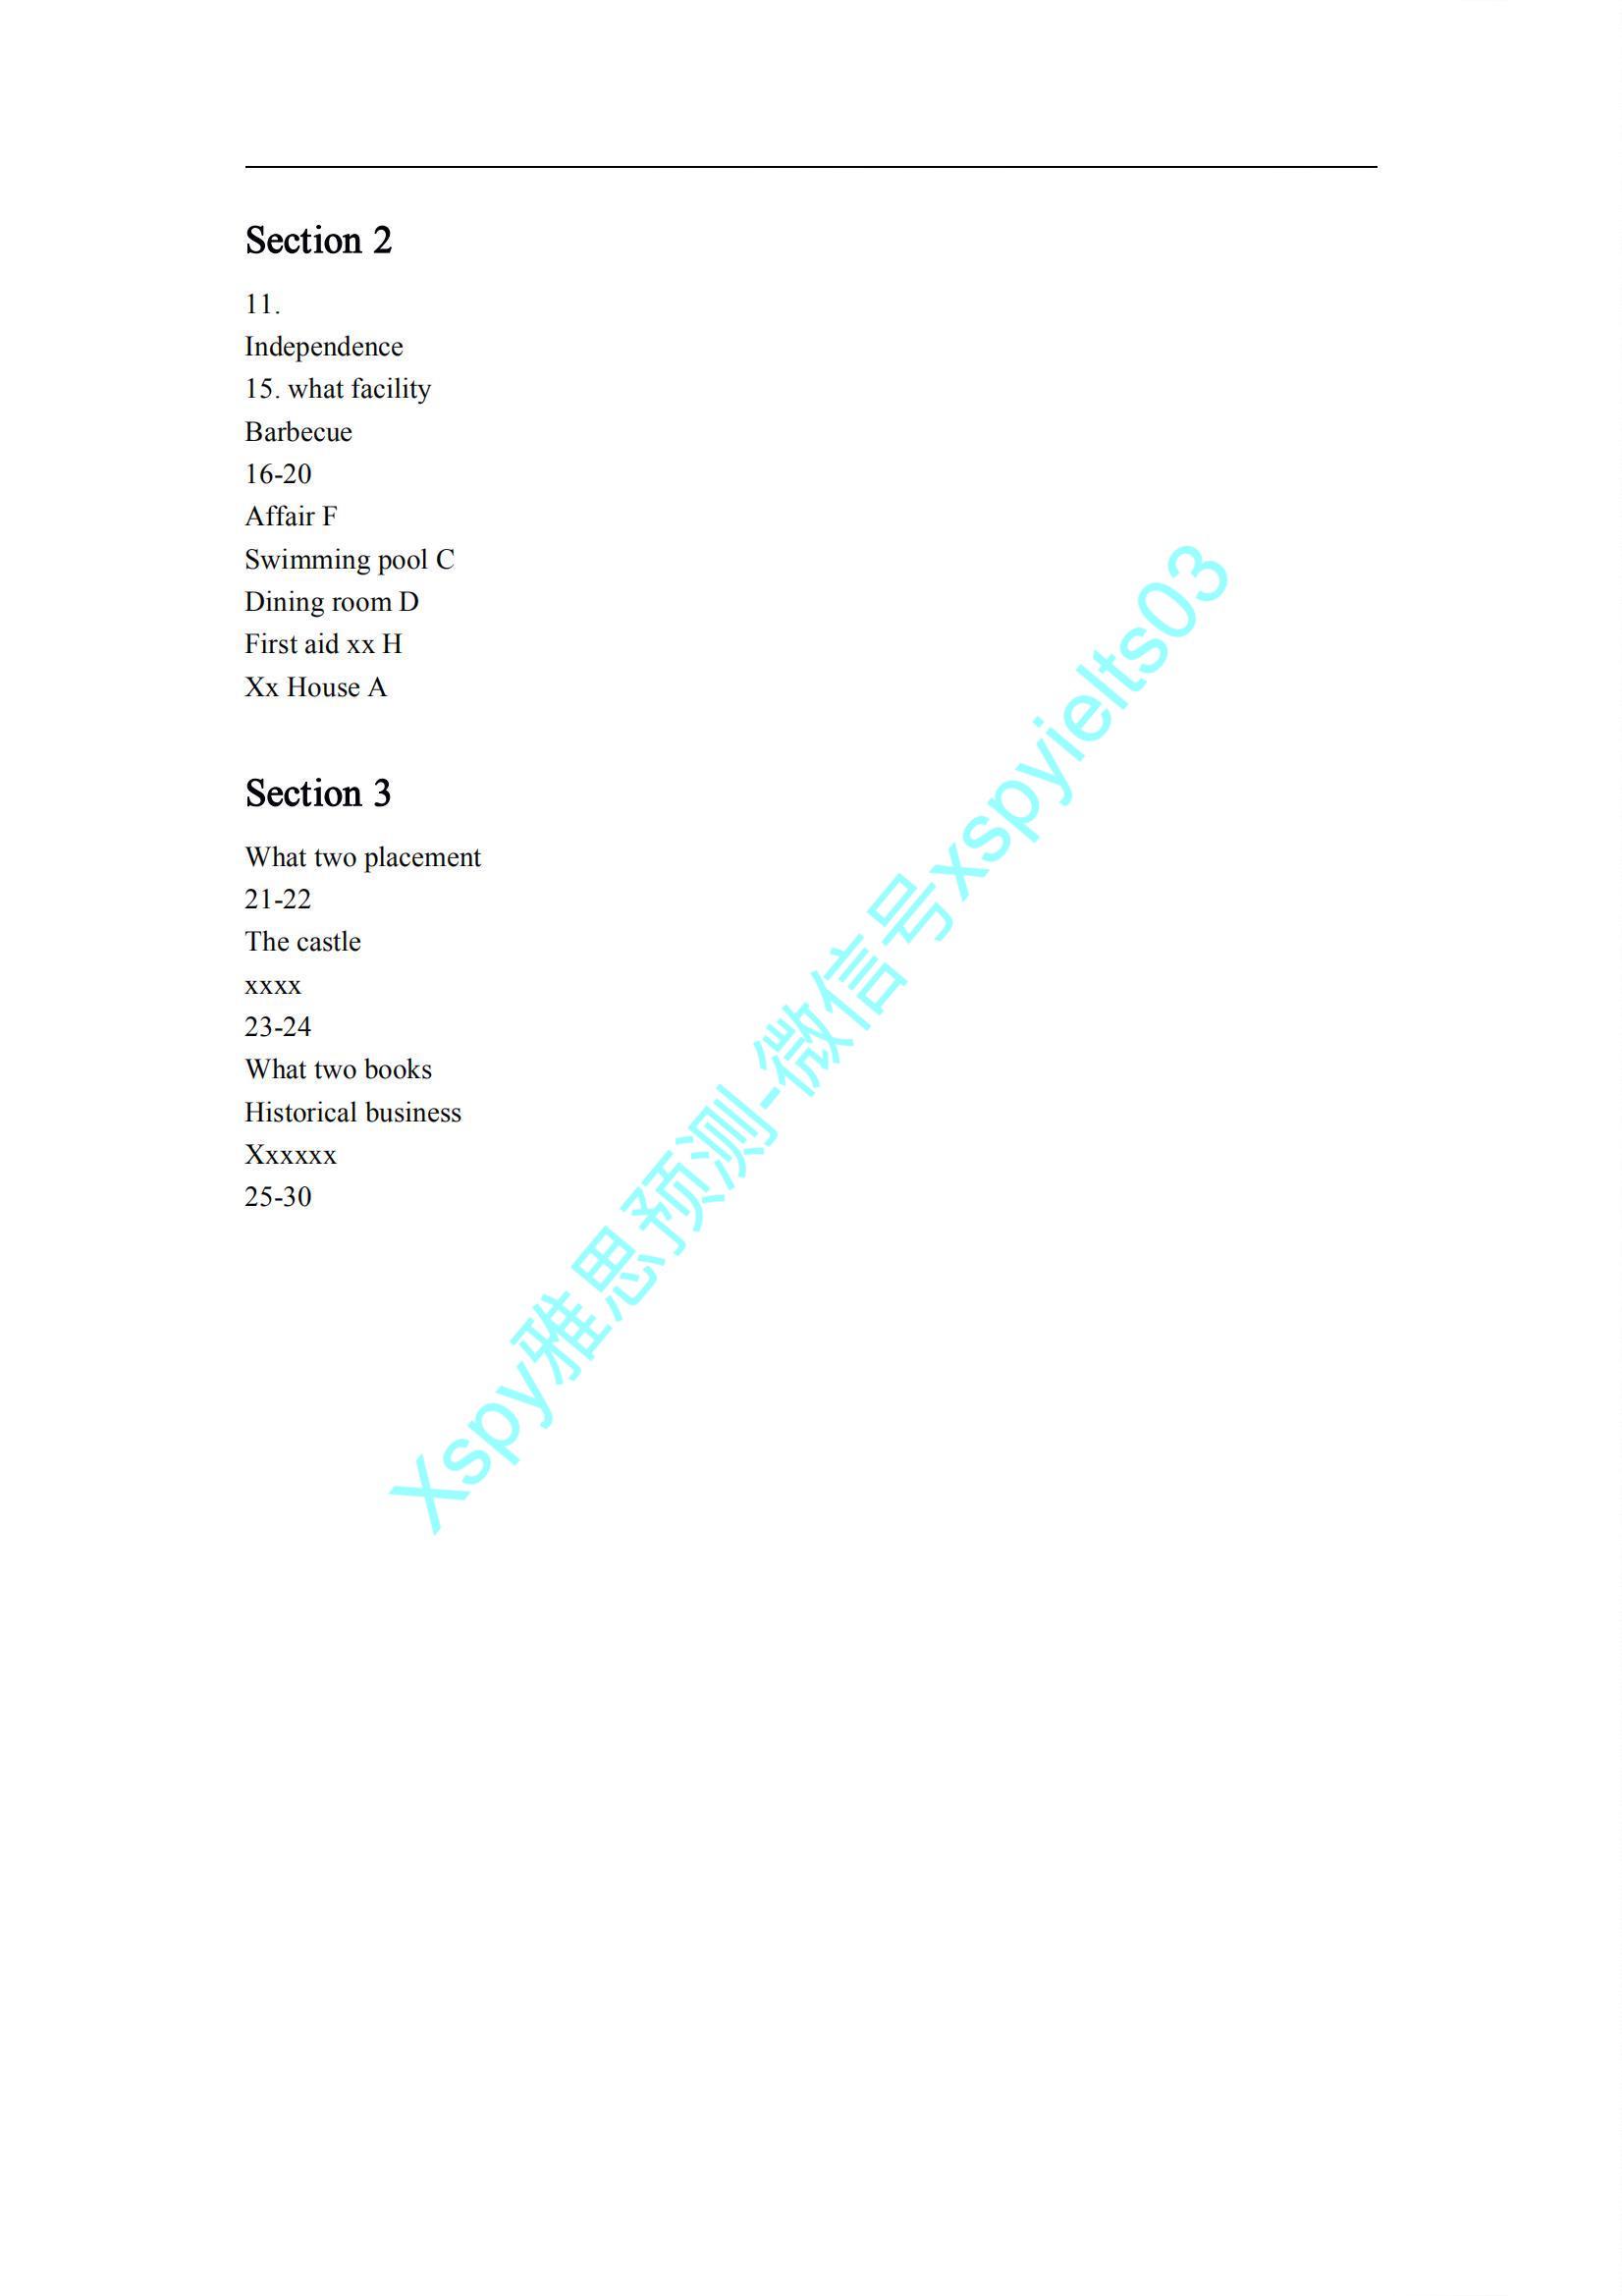 Section 2
11.
Independence
15. what facility
Barbecue
16-20
Affair F
Swimming pool C
Dining room D
First aid xx H
Xx House A
Section 3
What two placement
21-22
The castle
xxxx
23-24
What two books
Historical business
Xxxxxx
25-30
Xspy雅思预测-微信号xspyielts03